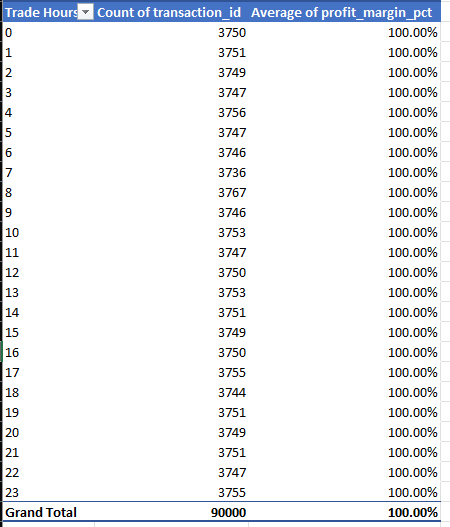 Trade Hours Count of transaction_id Average of profit_margin_pct
0 3750 100.00%
1 3751 100.00%
2 3749 100.00%
3 3747 100.00%
4 3756 100.00%
5 3747 100.00%
6 3746 100.00%
7 3736 100.00%
8 3767 100.00%
9 3746 100.00%
10 3753 100.00%
11 3747 100.00%
12 3750 100.00%
13 3753 100.00%
14 3751 100.00%
15 3749 100.00%
16 3750 100.00%
17 3755 100.00%
18 3744 100.00%
19 3751 100.00%
20 3749 100.00%
21 3751 100.00%
22 3747 100.00%
23 3755 100.00%
Grand Total 90000 100.00%